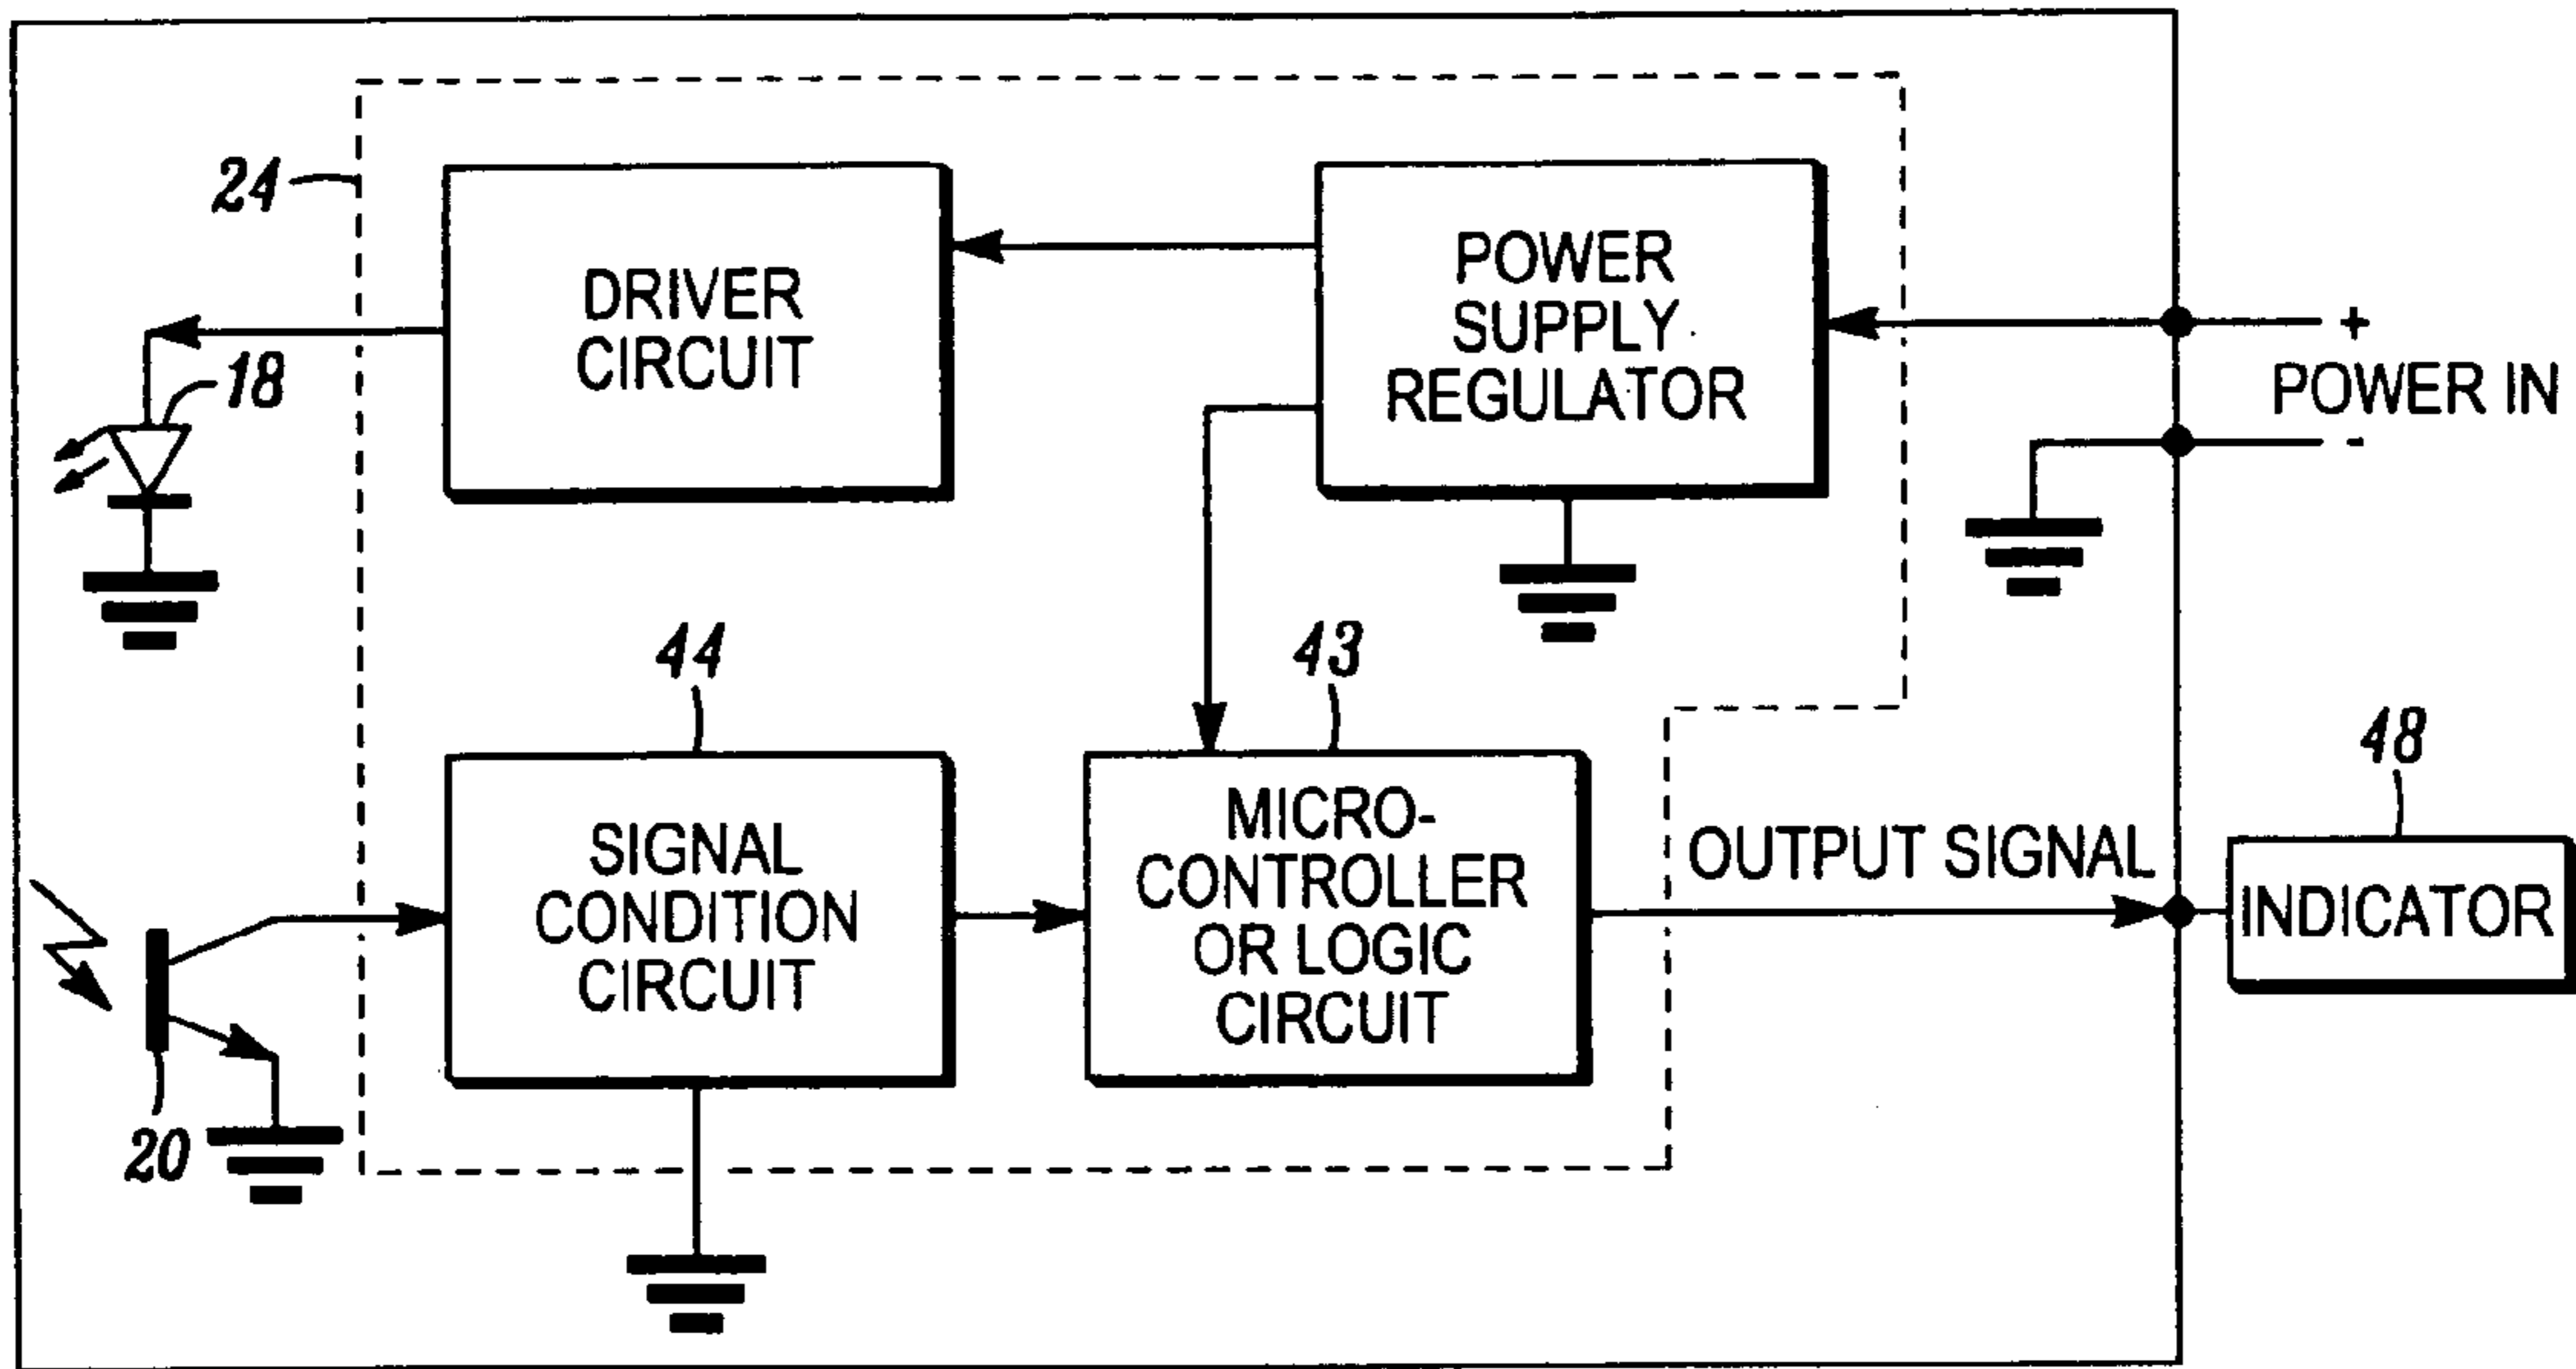 24
DRIVER
CIRCUIT
POWER
SUPPLY
REGULATOR
+
POWER IN
-
18
44
43
48
SIGNAL
CONDITION
CIRCUIT
MICRO-
CONTROLLER
OR LOGIC
CIRCUIT
OUTPUT SIGNAL
INDICATOR
20